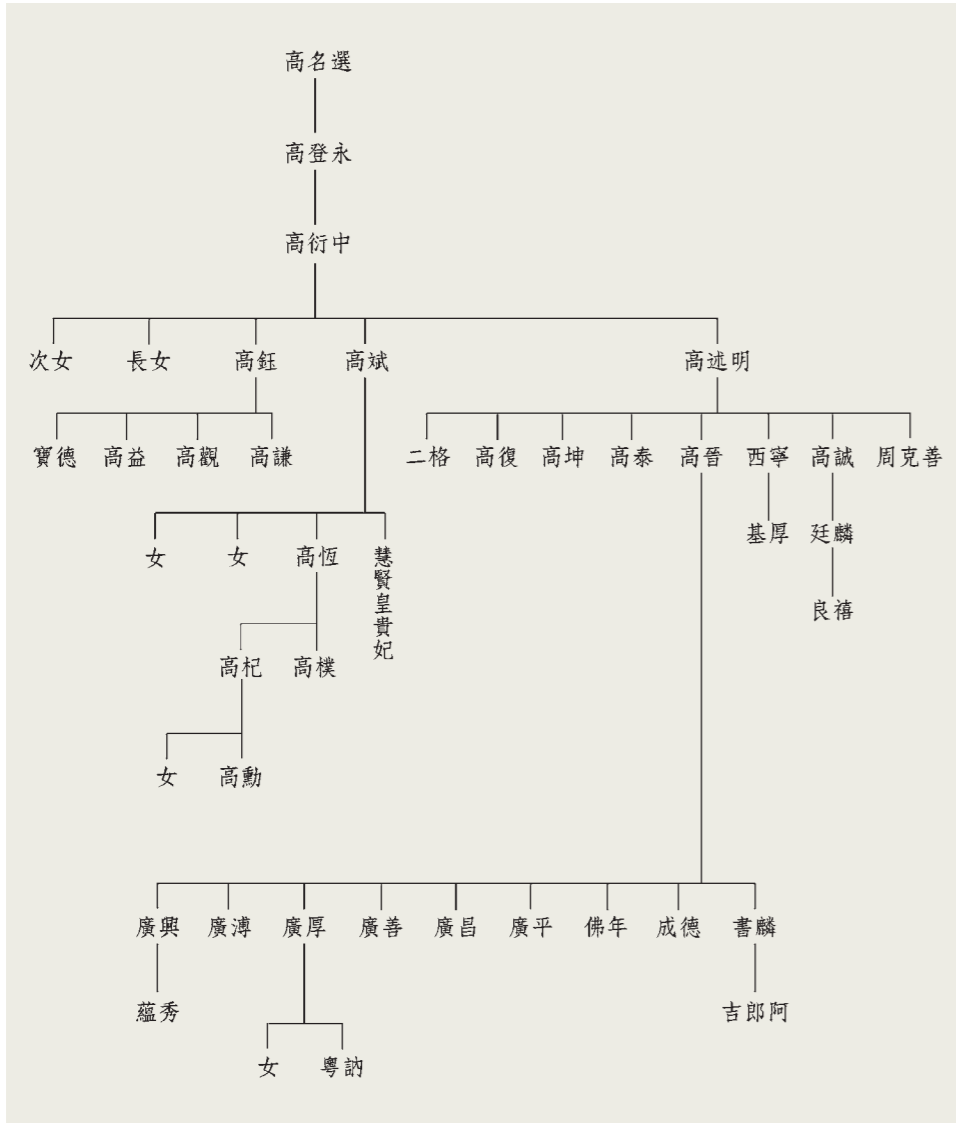 高名選
高登永
高衍中
次女 長女 高鈺 高斌 高述明
寶德 高益 高觀 高謙 二格 高復 高坤 高泰 高晉 西寧 高誠 周克善
女 女 高恆 慧賢皇貴妃 基厚 廷麟
良禧
高杞 高樸
女 高勳
廣興 廣溥 廣厚 廣善 廣昌 廣平 佛年 成德 書麟
蘊秀 吉郎阿
女 粵訥